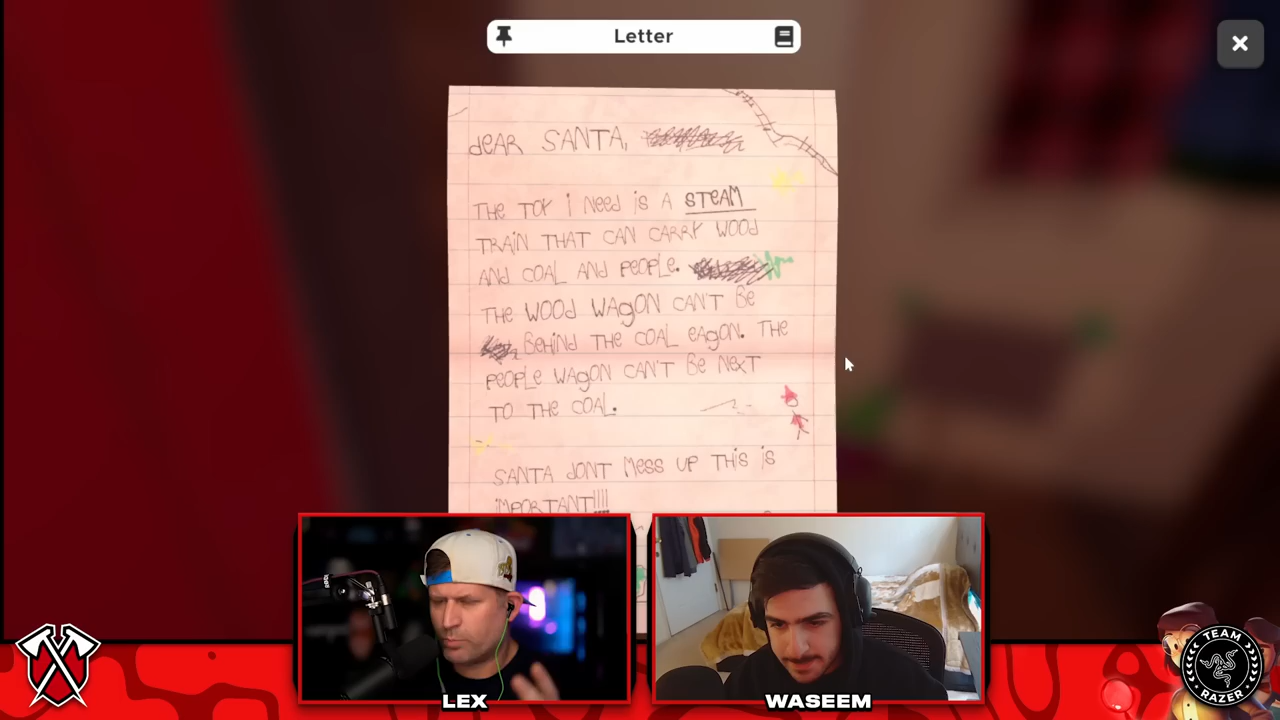 Letter
dEAR SANTA,
THE TOY i NEEd iS A STEAM
TRAiN THAT CAN CARRY WOOd
ANd COAL ANd PEOPLE.
THE WOOd WAgON CAN'T BE
BEHiNd THE COAL EAgON. THE
PEOPLE WAgON CAN'T BE NEXT
TO THE COAL.
SANTA dONT MESS UP THiS iS
iMPORTANT!!!!
LEX
WASEEM
TEAM
RAZER